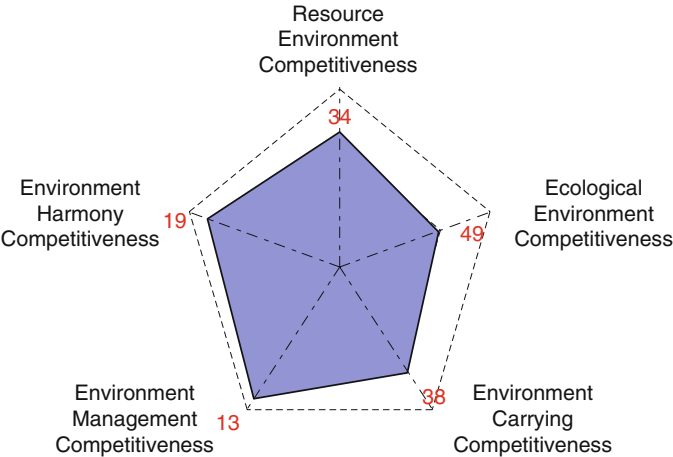 Resource
Environment
Competitiveness
34
Environment
Harmony
Competitiveness
19
Ecological
Environment
Competitiveness
49
Environment
Management
Competitiveness
13
38
Environment
Carrying
Competitiveness